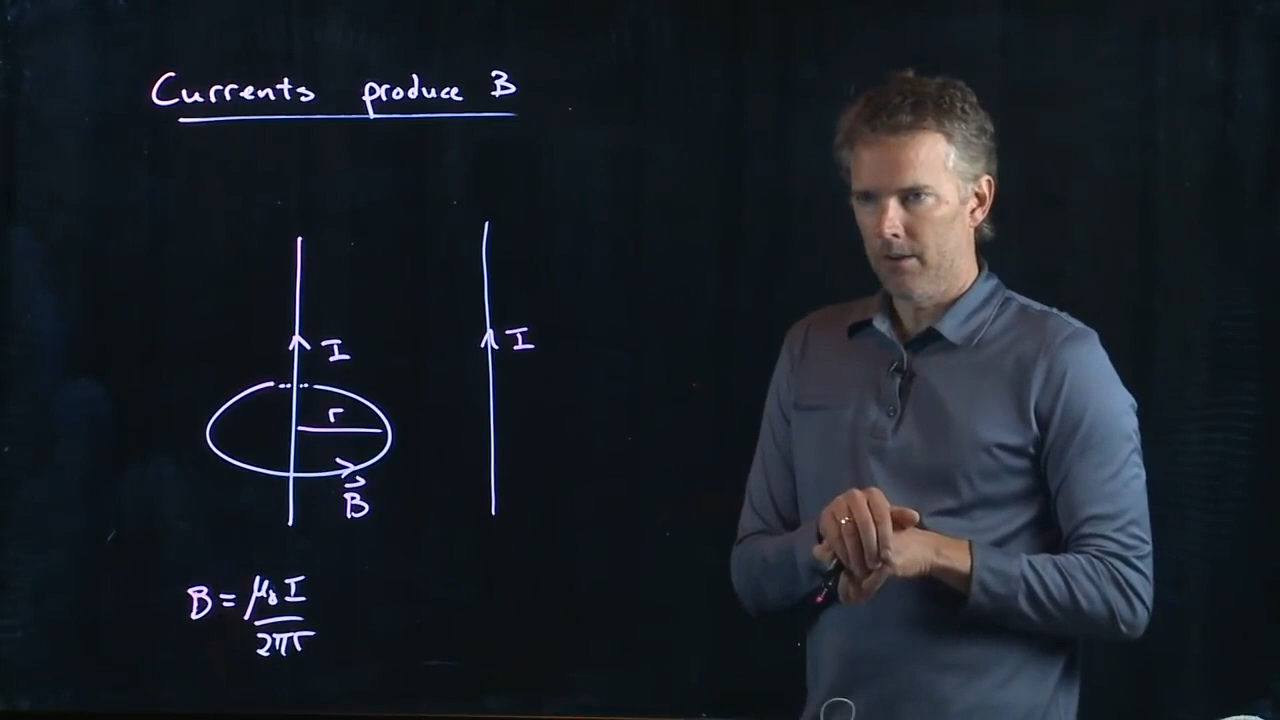 Currents produce B
I
I
r
B⃗
B = μ₀I
2πr